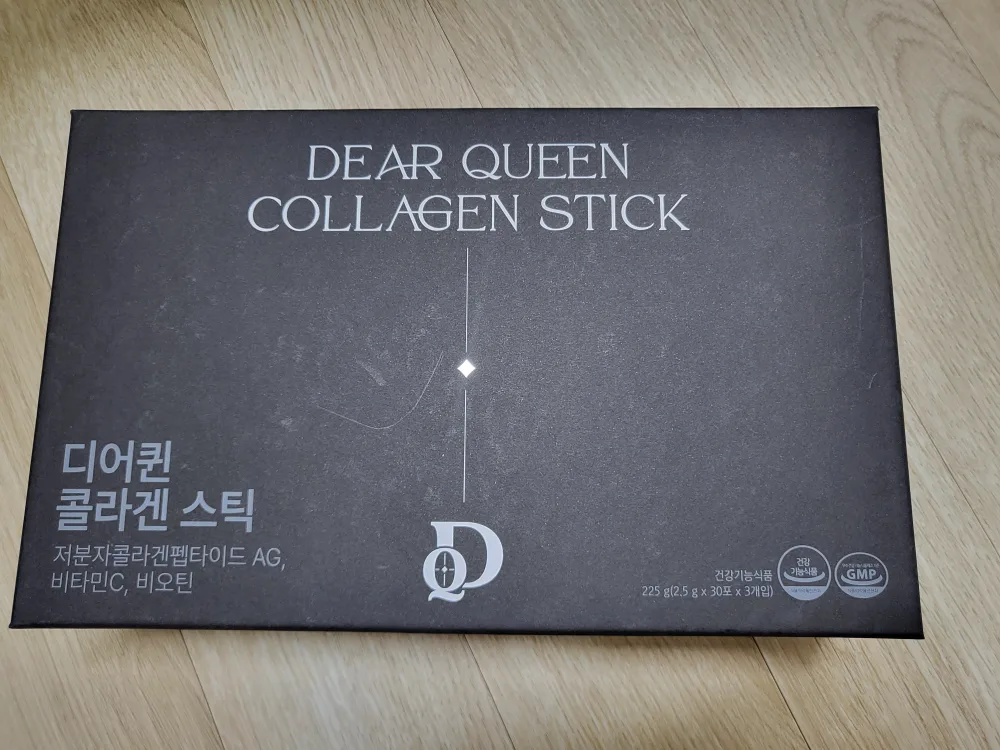 DEAR QUEEN
COLLAGEN STICK
디어퀸
콜라겐 스틱
저분자콜라겐펩타이드 AG,
비타민C, 비오틴
DQ
건강기능식품
225 g(2.5 g x 30포 x 3개입)
건강
기능식품
GMP